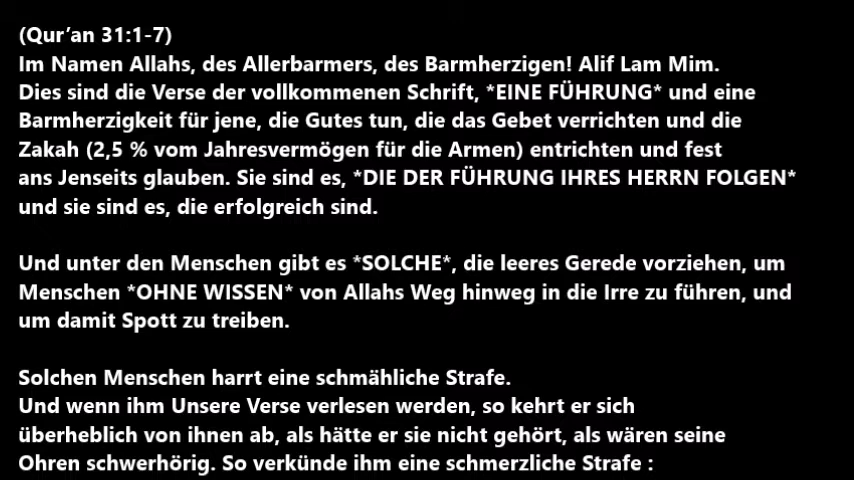 (Qur’an 31:1-7)
Im Namen Allahs, des Allerbarmers, des Barmherzigen! Alif Lam Mim.
Dies sind die Verse der vollkommenen Schrift, *EINE FÜHRUNG* und eine
Barmherzigkeit für jene, die Gutes tun, die das Gebet verrichten und die
Zakah (2,5 % vom Jahresvermögen für die Armen) entrichten und fest
ans Jenseits glauben. Sie sind es, *DIE DER FÜHRUNG IHRES HERRN FOLGEN*
und sie sind es, die erfolgreich sind.
Und unter den Menschen gibt es *SOLCHE*, die leeres Gerede vorziehen, um
Menschen *OHNE WISSEN* von Allahs Weg hinweg in die Irre zu führen, und
um damit Spott zu treiben.
Solchen Menschen harrt eine schmähliche Strafe.
Und wenn ihm Unsere Verse verlesen werden, so kehrt er sich
überheblich von ihnen ab, als hätte er sie nicht gehört, als wären seine
Ohren schwerhörig. So verkünde ihm eine schmerzliche Strafe :